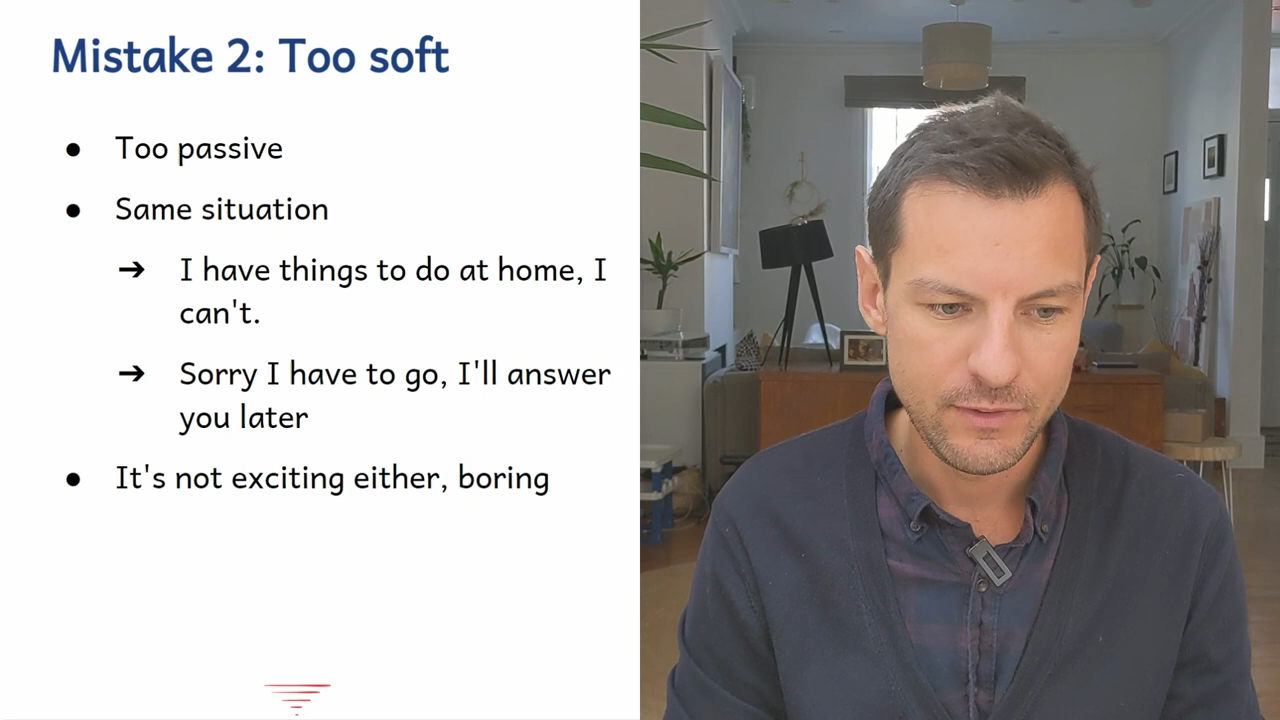 Mistake 2: Too soft
● Too passive
● Same situation
➔ I have things to do at home, I
can't.
➔ Sorry I have to go, I'll answer
you later
● It's not exciting either, boring